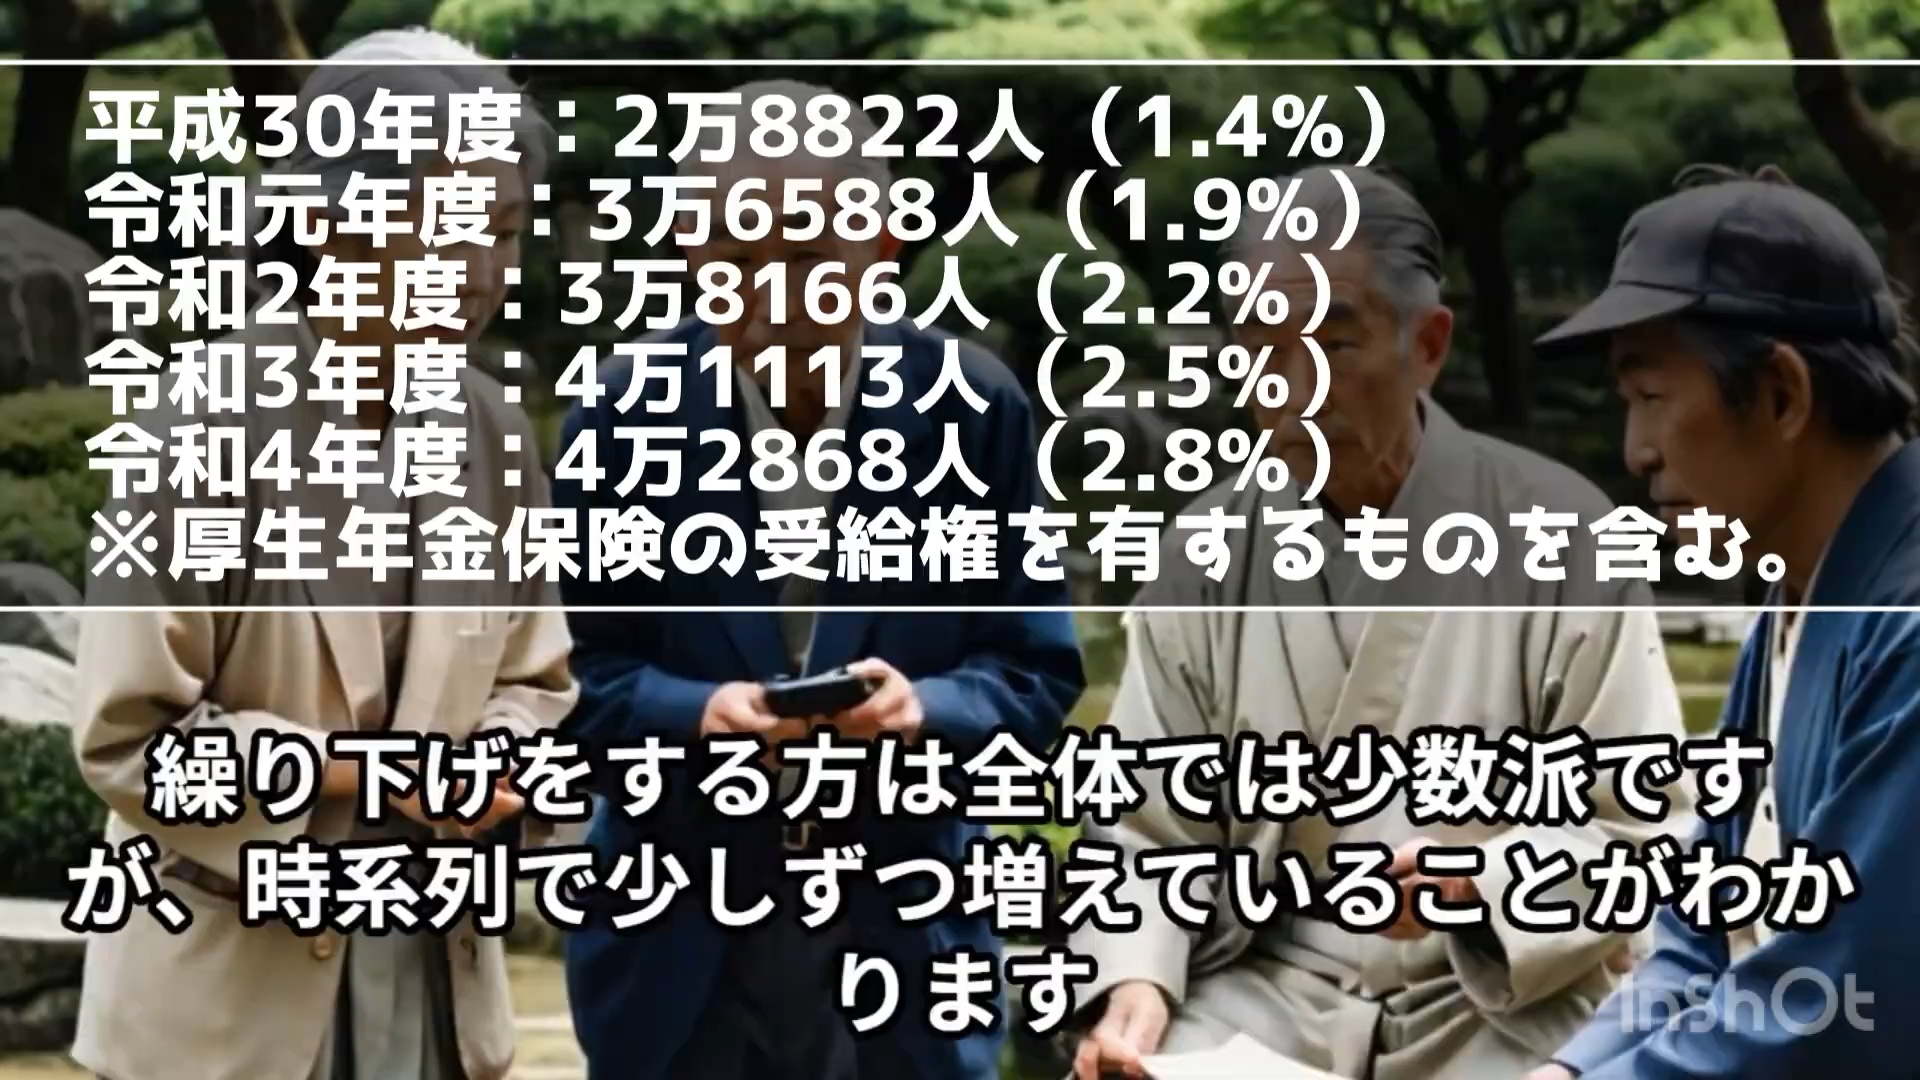 平成30年度：2万8822人（1.4%）
令和元年度：3万6588人（1.9%）
令和2年度：3万8166人（2.2%）
令和3年度：4万1113人（2.5%）
令和4年度：4万2868人（2.8%）
※厚生年金保険の受給権を有するものを含む。
繰り下げをする方は全体では少数派です
が、時系列で少しずつ増えていることがわか
ります
InShOt